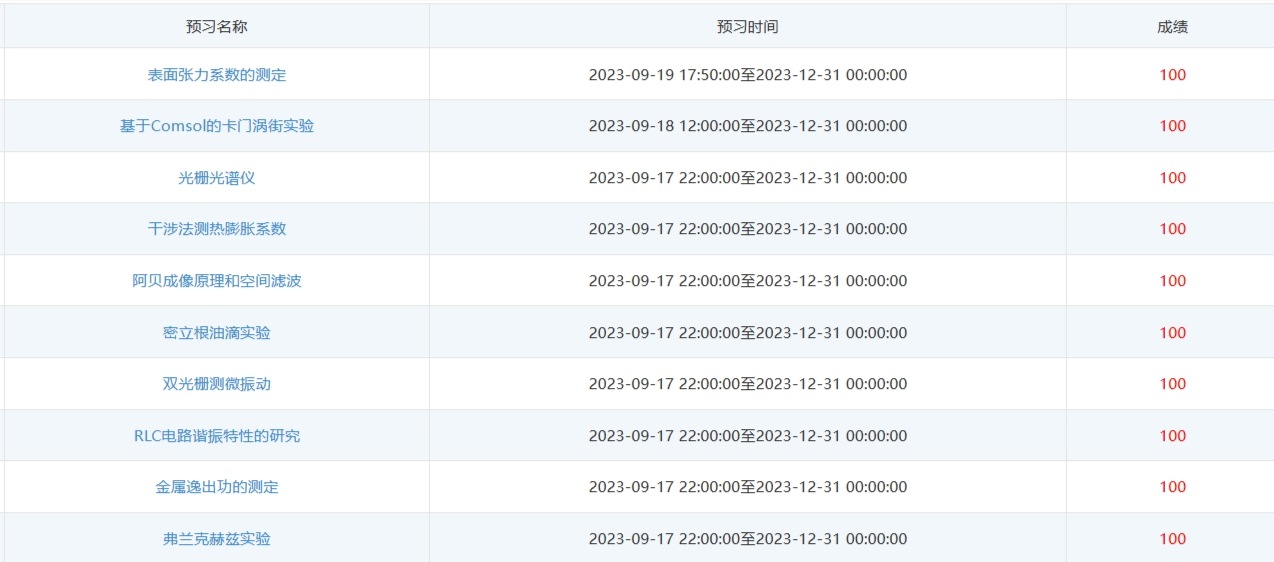 预习名称 预习时间 成绩
表面张力系数的测定 2023-09-19 17:50:00至2023-12-31 00:00:00 100
基于Comsol的卡门涡街实验 2023-09-18 12:00:00至2023-12-31 00:00:00 100
光栅光谱仪 2023-09-17 22:00:00至2023-12-31 00:00:00 100
干涉法测热膨胀系数 2023-09-17 22:00:00至2023-12-31 00:00:00 100
阿贝成像原理和空间滤波 2023-09-17 22:00:00至2023-12-31 00:00:00 100
密立根油滴实验 2023-09-17 22:00:00至2023-12-31 00:00:00 100
双光栅测微振动 2023-09-17 22:00:00至2023-12-31 00:00:00 100
RLC电路谐振特性的研究 2023-09-17 22:00:00至2023-12-31 00:00:00 100
金属逸出功的测定 2023-09-17 22:00:00至2023-12-31 00:00:00 100
弗兰克赫兹实验 2023-09-17 22:00:00至2023-12-31 00:00:00 100